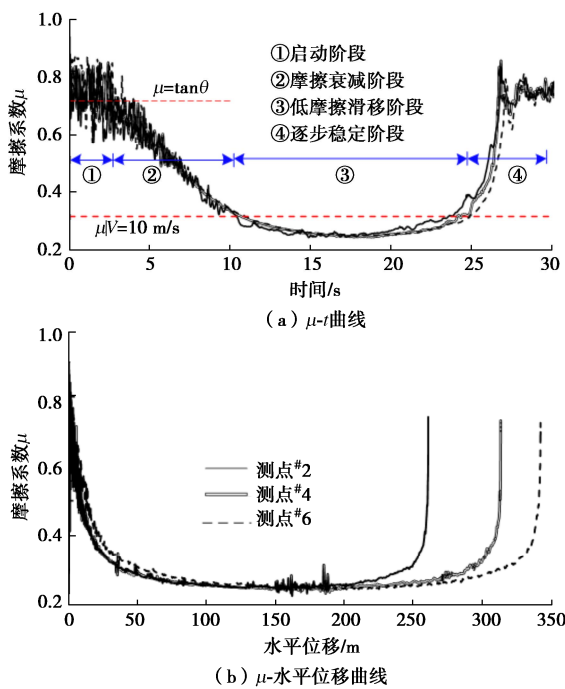 1.0
0.8
0.6
0.4
0.2
摩擦系数μ
μ=tanθ
①启动阶段
②摩擦衰减阶段
③低摩擦滑移阶段
④逐步稳定阶段
① ② ③ ④
μ|V=10 m/s
0 5 10 15 20 25 30
时间/s
(a) μ-t曲线
1.0
0.8
0.6
0.4
0.2
摩擦系数μ
测点#2
测点#4
测点#6
0 50 100 150 200 250 300 350
水平位移/m
(b) μ-水平位移曲线